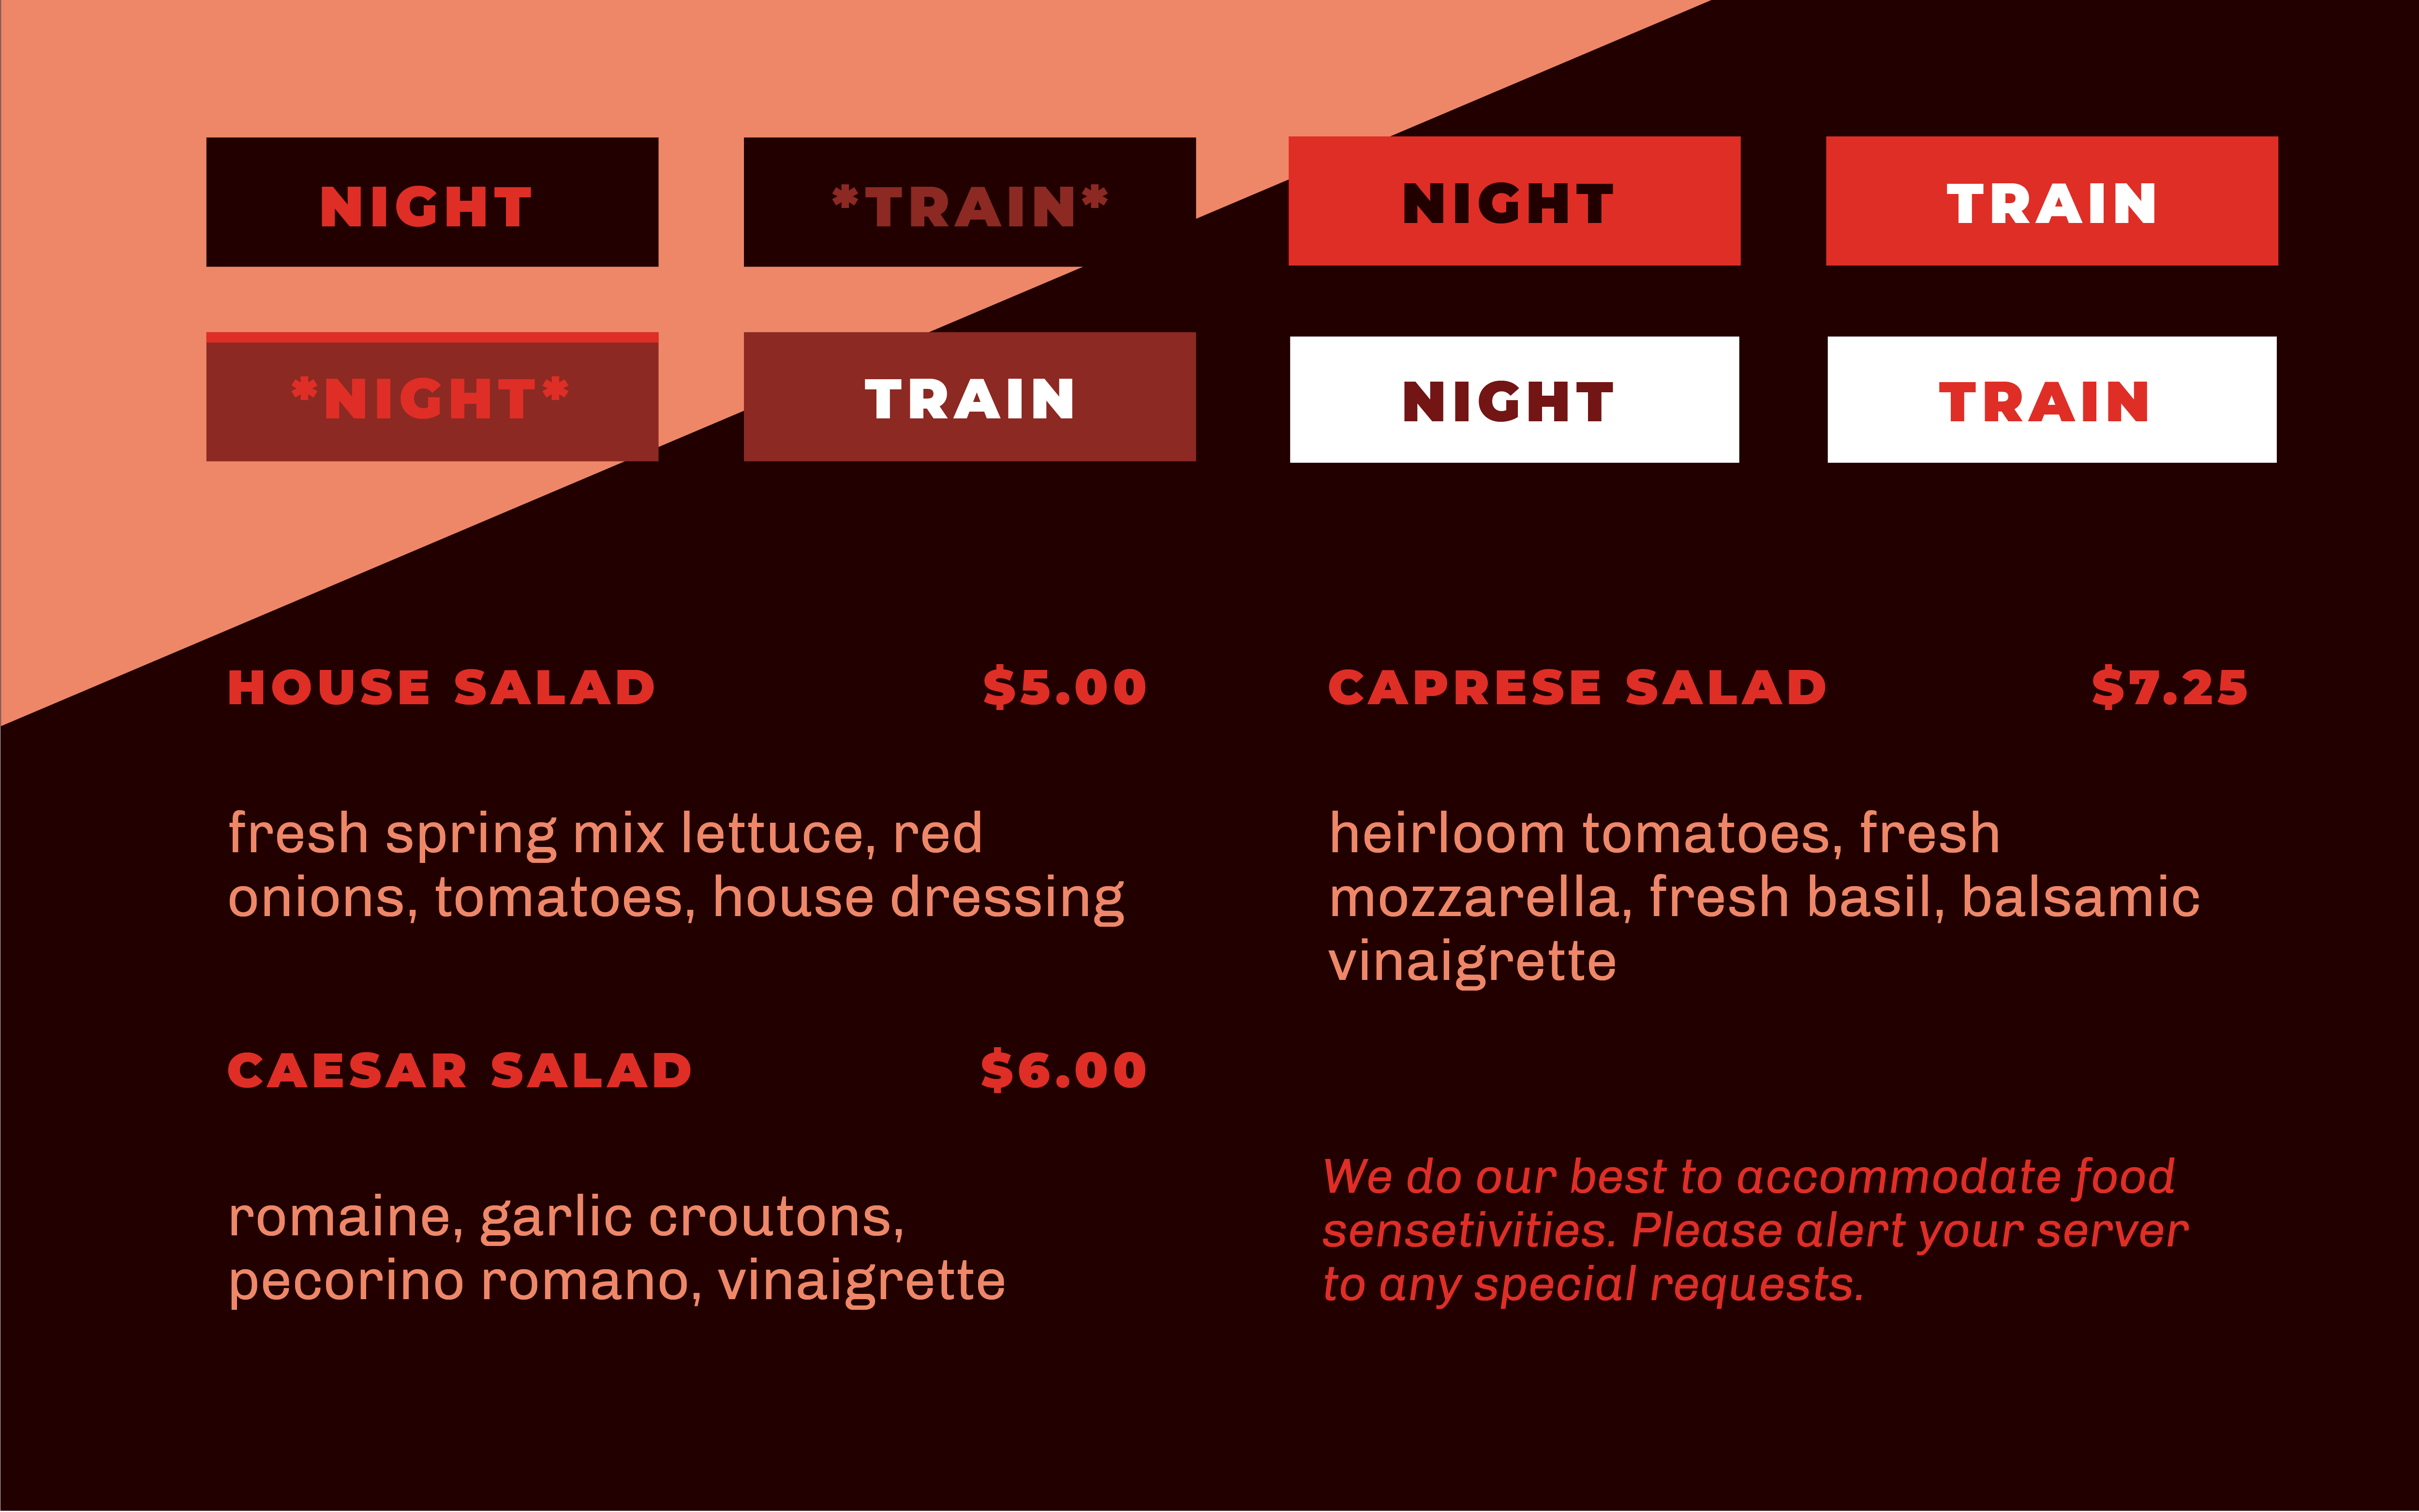 NIGHT
*TRAIN*
NIGHT
TRAIN
*NIGHT*
TRAIN
NIGHT
TRAIN
HOUSE SALAD $5.00
fresh spring mix lettuce, red
onions, tomatoes, house dressing
CAESAR SALAD $6.00
romaine, garlic croutons,
pecorino romano, vinaigrette
CAPRESE SALAD $7.25
heirloom tomatoes, fresh
mozzarella, fresh basil, balsamic
vinaigrette
We do our best to accommodate food
sensetivities. Please alert your server
to any special requests.